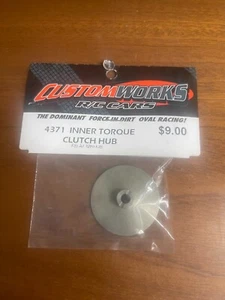 CUSTOMWORKS
R/C CARS
THE DOMINANT FORCE.IN.DIRT OVAL RACING!
4371 INNER TORQUE $9.00
CLUTCH HUB